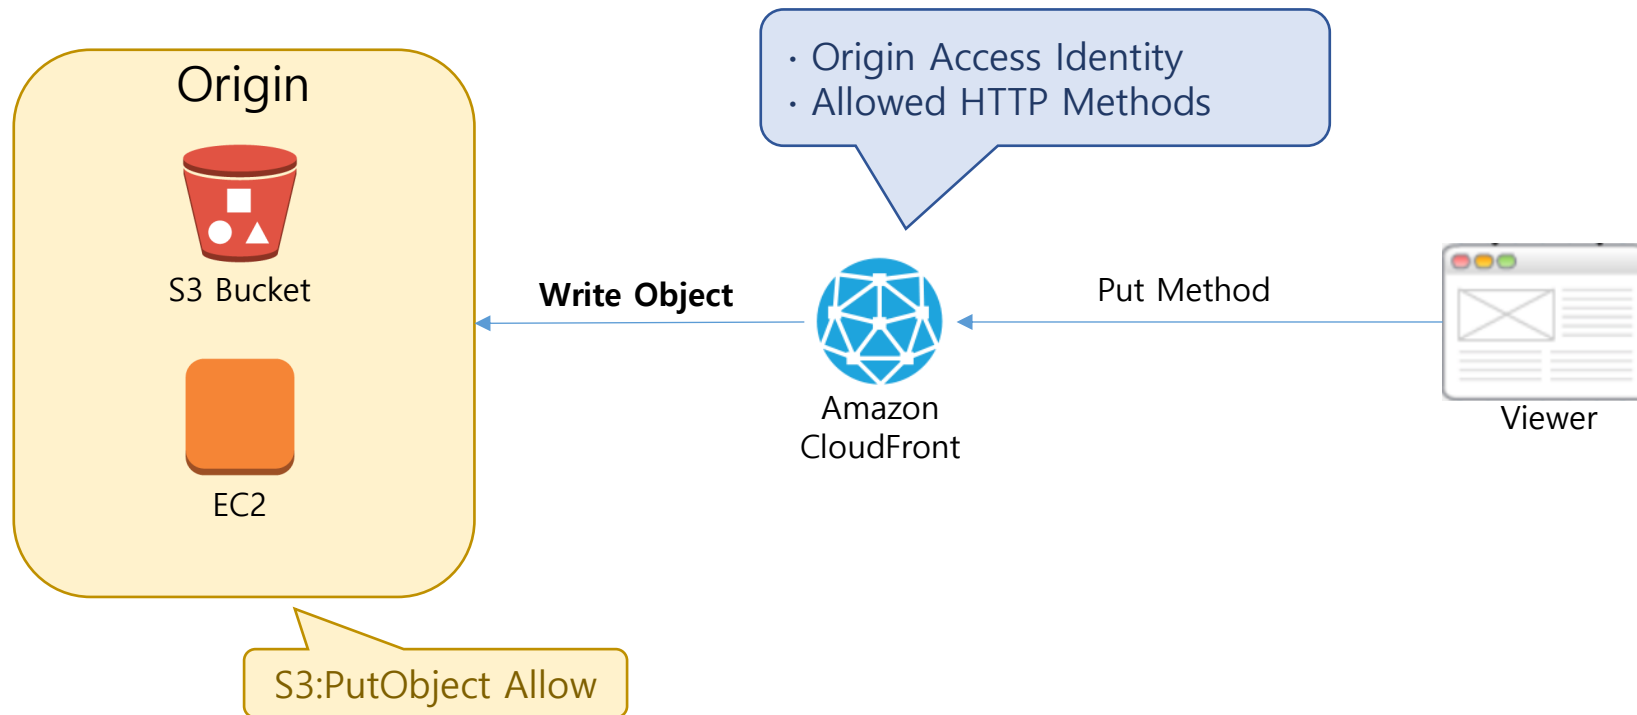 Origin
S3 Bucket
EC2
S3:PutObject Allow
Write Object
· Origin Access Identity
· Allowed HTTP Methods
Amazon
CloudFront
Put Method
Viewer